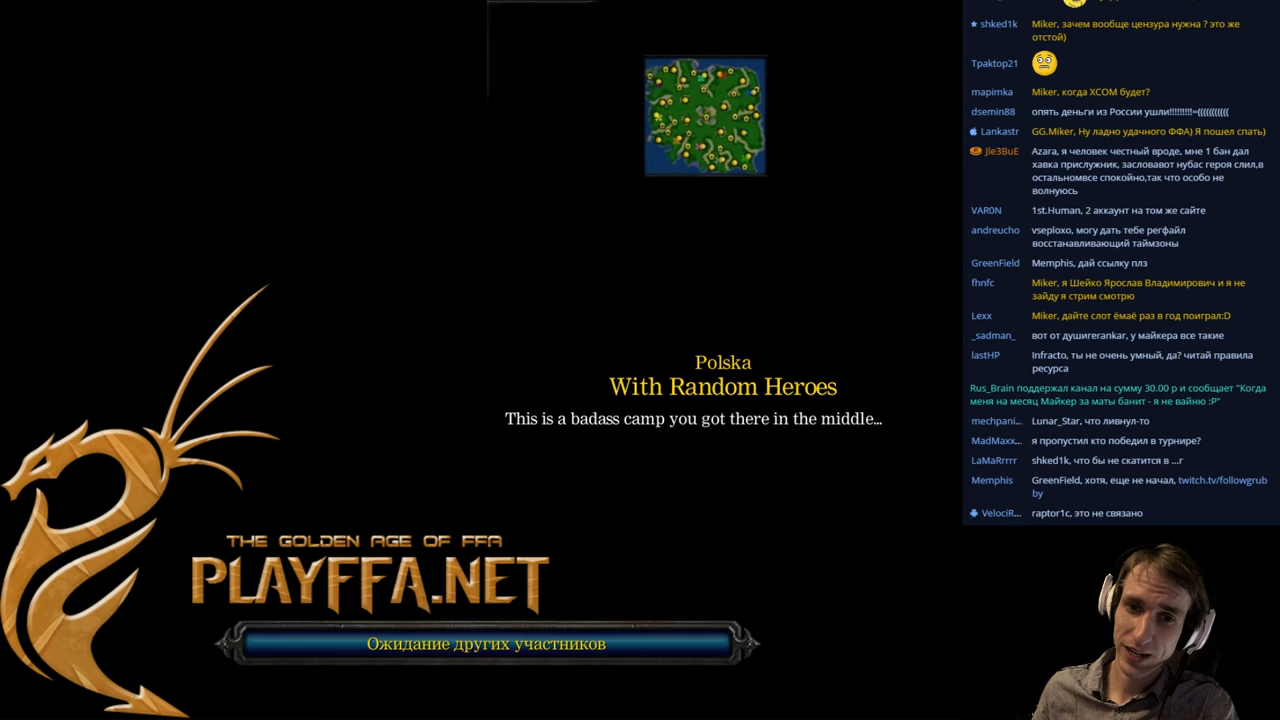 Polska
With Random Heroes
This is a badass camp you got there in the middle...
THE GOLDEN AGE OF FFA
PLAYFFA.NET
Ожидание других участников
shked1k Miker, зачем вообще цензура нужна ? это же
отстой)
Tpaktop21
mapimka Miker, когда XCOM будет?
dsemin88 опять деньги из России ушли!!!!!!!!!=(((((((((((
Lankastr GG.Miker, Ну ладно удачного ФФА) Я пошел спать)
Jle3BuE Azara, я человек честный вроде, мне 1 бан дал
хавка прислужник, засловавот нубас героя слил,в
остальномвсе спокойно,так что особо не
волнуюсь
VAR0N 1st.Human, 2 аккаунт на том же сайте
andreucho vseploxo, могу дать тебе регфайл
восстанавливающий таймзоны
GreenField Memphis, дай ссылку плз
fhnfc Miker, я Шейко Ярослав Владимирович и я не
зайду я стрим смотрю
Lexx Miker, дайте слот ёмаё раз в год поиграл:D
_sadman_ вот от душигerankar, у майкера все такие
lastHP Infracto, ты не очень умный, да? читай правила
ресурса
Rus_Brain поддержал канал на сумму 30.00 р и сообщает "Когда
меня на месяц Майкер за маты банит - я не вайню :P"
mechpani... Lunar_Star, что ливнул-то
MadMaxx... я пропустил кто победил в турнире?
LaMaRrrr shked1k, что бы не скатится в ...г
Memphis GreenField, хотя, еще не начал, twitch.tv/followgrub
by
VelociR... raptor1c, это не связано